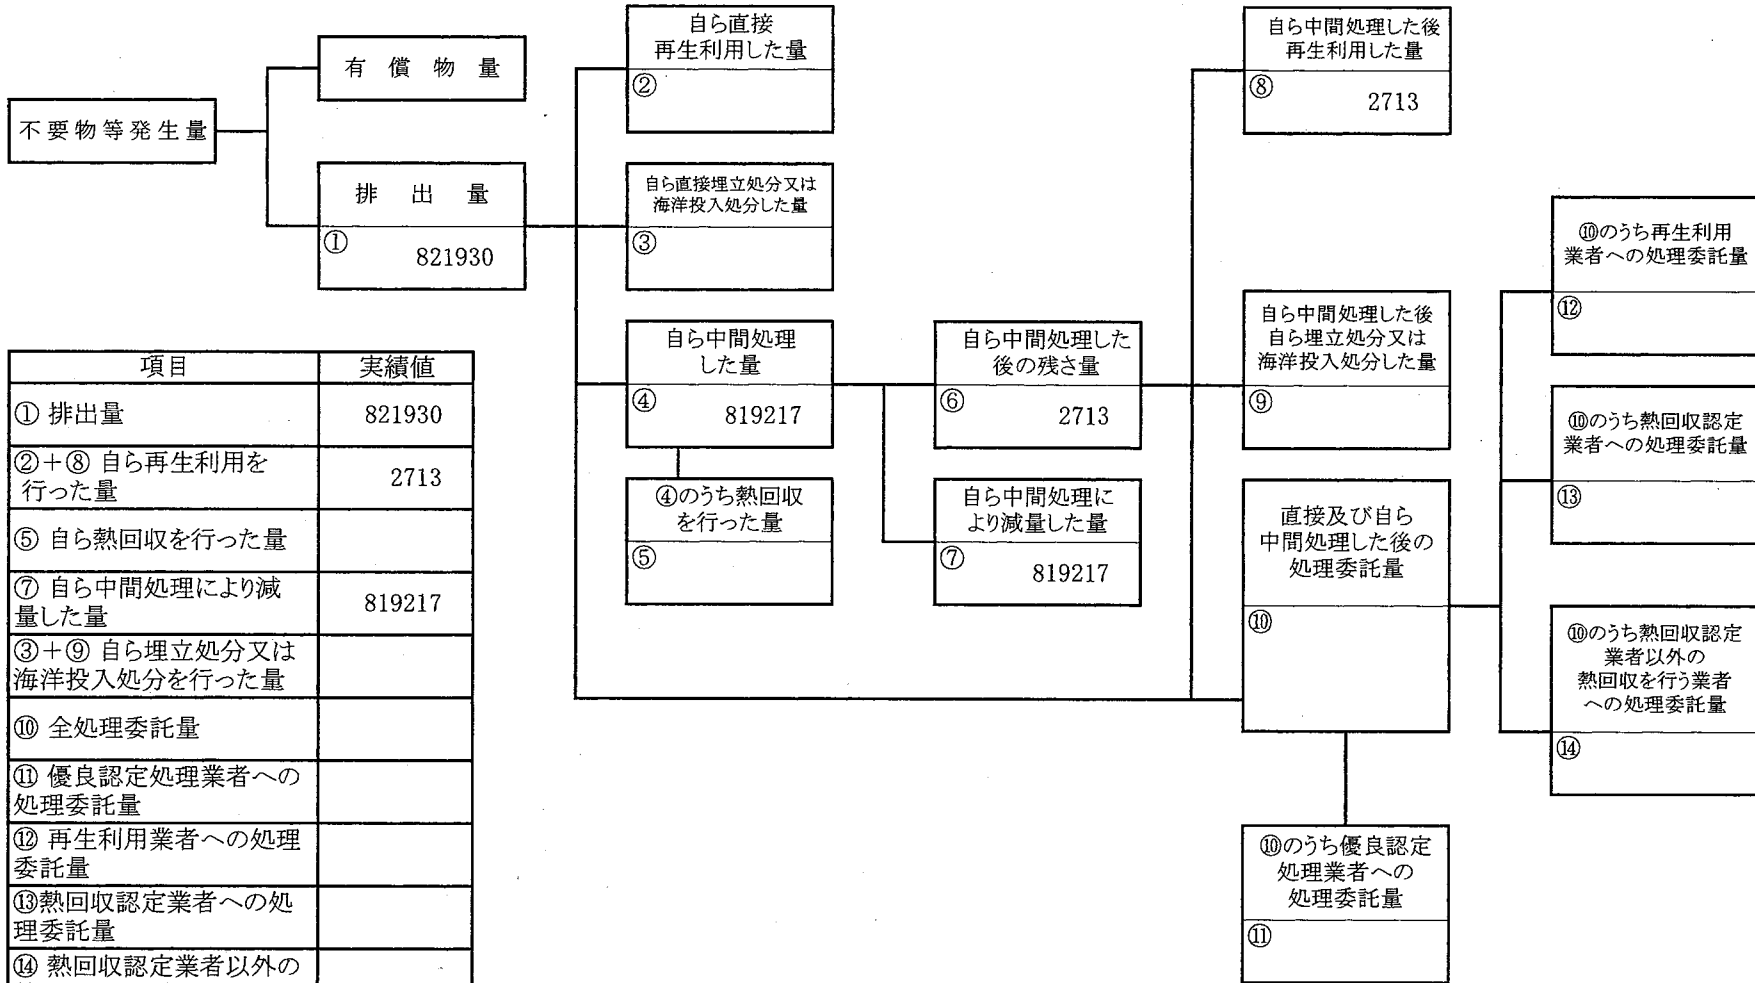 不要物等発生量
有償物量
排出量
①
821930
自ら直接
再生利用した量
②
自ら直接埋立処分又は
海洋投入処分した量
③
自ら中間処理
した量
④
819217
④のうち熱回収
を行った量
⑤
自ら中間処理した
後の残さ量
⑥
2713
自ら中間処理に
より減量した量
⑦
819217
自ら中間処理した後
再生利用した量
⑧
2713
自ら中間処理した後
自ら埋立処分又は
海洋投入処分した量
⑨
直接及び自ら
中間処理した後の
処理委託量
⑩
⑩のうち優良認定
処理業者への
処理委託量
⑪
⑩のうち再生利用
業者への処理委託量
⑫
⑩のうち熱回収認定
業者への処理委託量
⑬
⑩のうち熱回収認定
業者以外の
熱回収を行う業者
への処理委託量
⑭
項目 実績値
① 排出量 821930
②+⑧ 自ら再生利用を
行った量 2713
⑤ 自ら熱回収を行った量
⑦ 自ら中間処理により減
量した量 819217
③+⑨ 自ら埋立処分又は
海洋投入処分を行った量
⑩ 全処理委託量
⑪ 優良認定処理業者への
処理委託量
⑫ 再生利用業者への処理
委託量
⑬熱回収認定業者への処
理委託量
⑭ 熱回収認定業者以外の